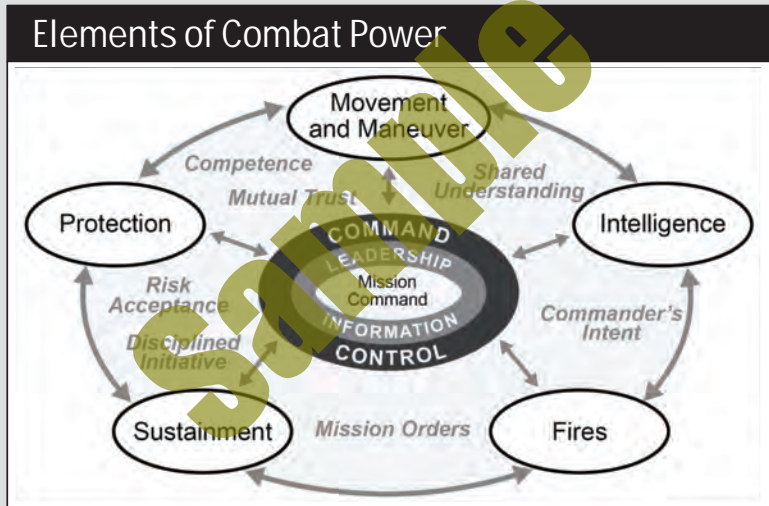 Elements of Combat Power
Movement
and Maneuver
Competence
Mutual Trust
Shared
Understanding
Protection
Intelligence
COMMAND
LEADERSHIP
Mission
Command
INFORMATION
CONTROL
Risk
Acceptance
Disciplined
Initiative
Commander's
Intent
Sustainment
Mission Orders
Fires
Sample